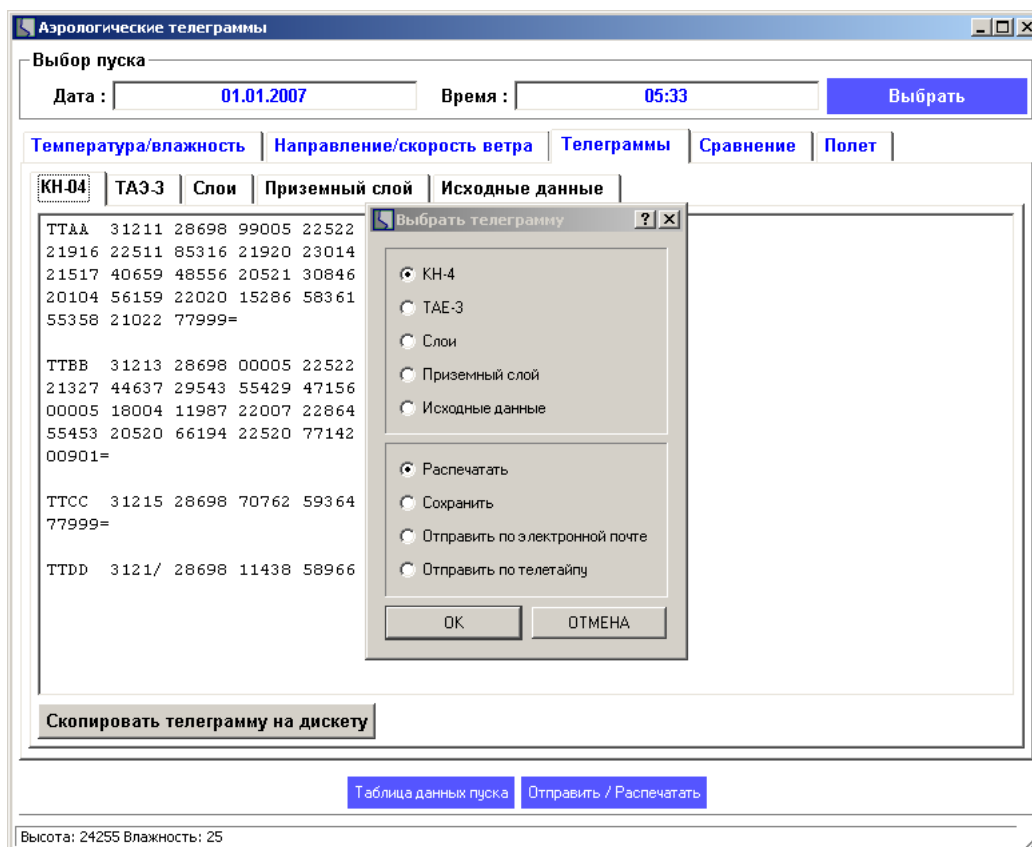 Аэрологические телеграммы
Выбор пуска
Дата : 01.01.2007 Время : 05:33 Выбрать
Температура/влажность Направление/скорость ветра Телеграммы Сравнение Полет
КН-04 ТАЭ-3 Слои Приземный слой Исходные данные
TTAA 31211 28698 99005 22522
21916 22511 85316 21920 23014
21517 40659 48556 20521 30846
20104 56159 22020 15286 58361
55358 21022 77999=
TTBB 31213 28698 00005 22522
21327 44637 29543 55429 47156
00005 18004 11987 22007 22864
55453 20520 66194 22520 77142
00901=
TTCC 31215 28698 70762 59364
77999=
TTDD 3121/ 28698 11438 58966
Выбрать телеграмму
КН-4
ТАЕ-3
Слои
Приземный слой
Исходные данные
Распечатать
Сохранить
Отправить по электронной почте
Отправить по телетайпу
ОК ОТМЕНА
Скопировать телеграмму на дискету
Таблица данных пуска Отправить / Распечатать
Высота: 24255 Влажность: 25